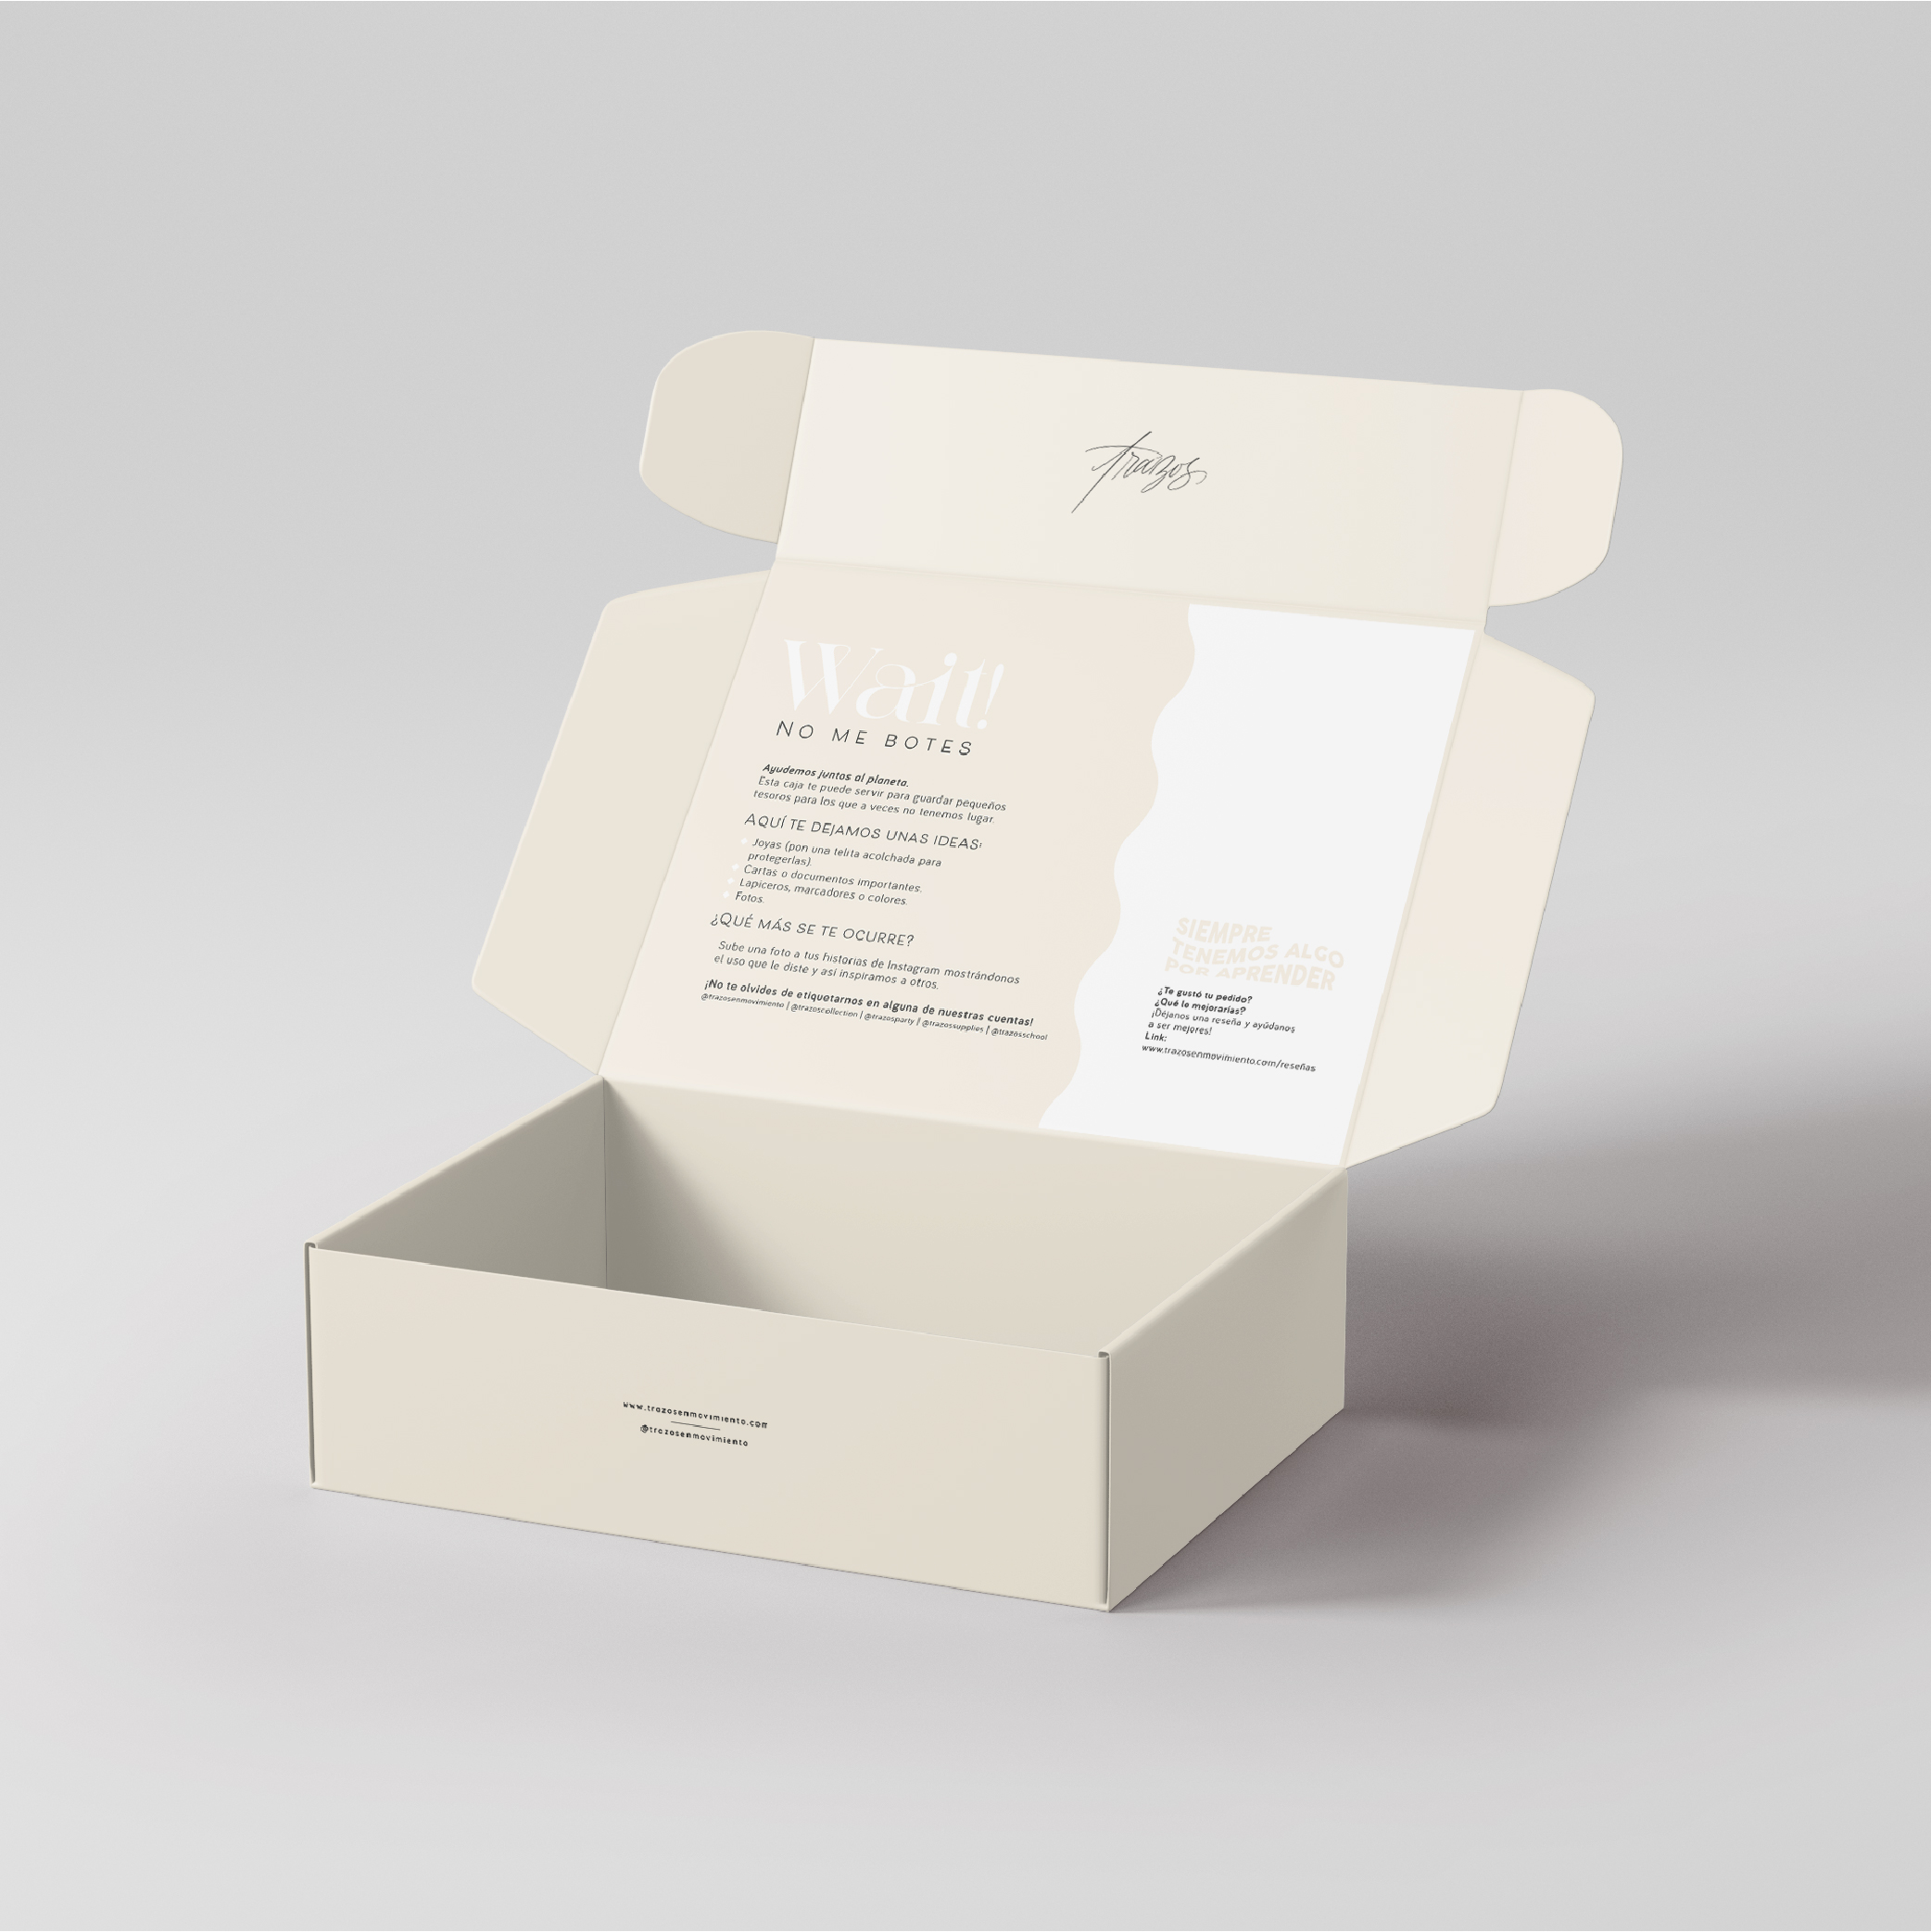 trazos
Wait!
NO ME BOTES
Ayudemos juntos al planeta.
Esta caja te puede servir para guardar pequeños
tesoros para los que a veces no tenemos lugar.
AQUÍ TE DEJAMOS UNAS IDEAS:
Joyas (pon una telita acolchada para
protegerlas).
Cartas o documentos importantes.
Lapiceros, marcadores o colores.
Fotos.
¿QUÉ MÁS SE TE OCURRE?
Sube una foto a tus historias de Instagram mostrándonos
el uso que le diste y así inspiramos a otros.
¡No te olvides de etiquetarnos en alguna de nuestras cuentas!
@trazosenmovimiento | @trazoscollection | @trazosparty | @trazossupplies | @trazosschool
SIEMPRE
TENEMOS ALGO
POR APRENDER
¿Te gustó tu pedido?
¿Qué le mejorarías?
¡Déjanos una reseña y ayúdanos
a ser mejores!
Link:
www.trazosenmovimiento.com/reseñas
www.trazosenmovimiento.com
@trazosenmovimiento